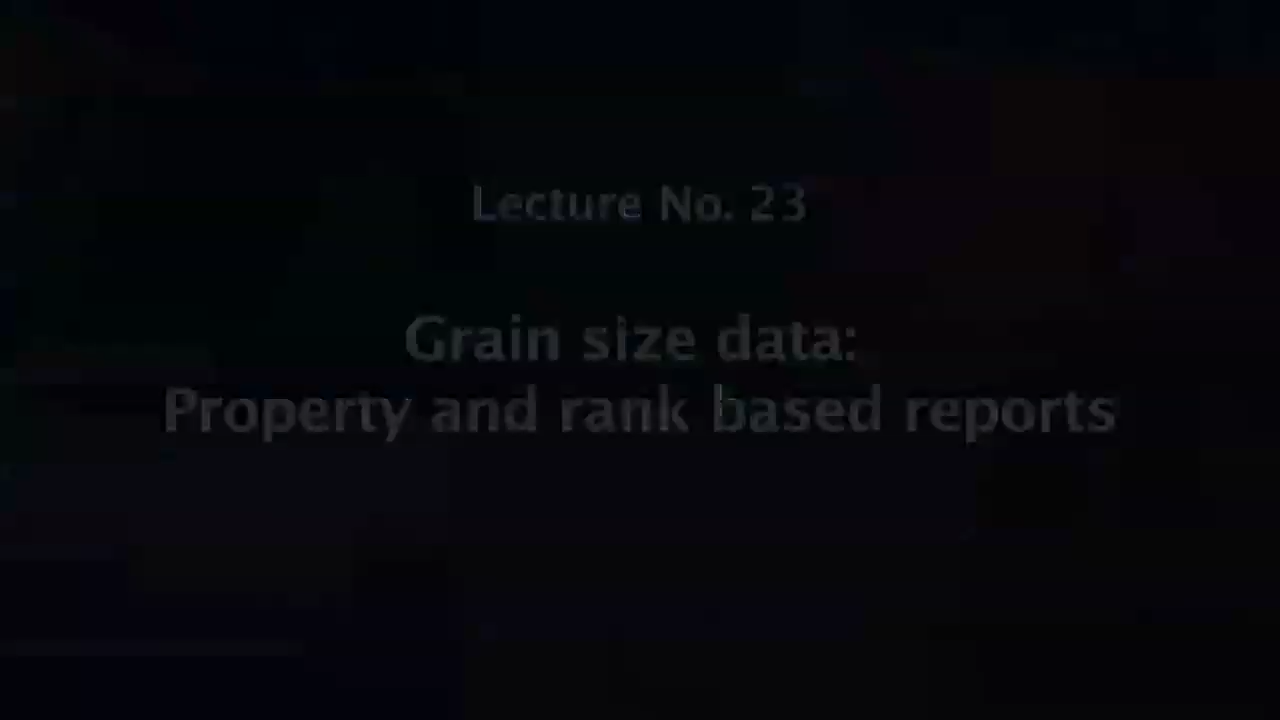 Lecture No. 23
Grain size data:
Property and rank based reports